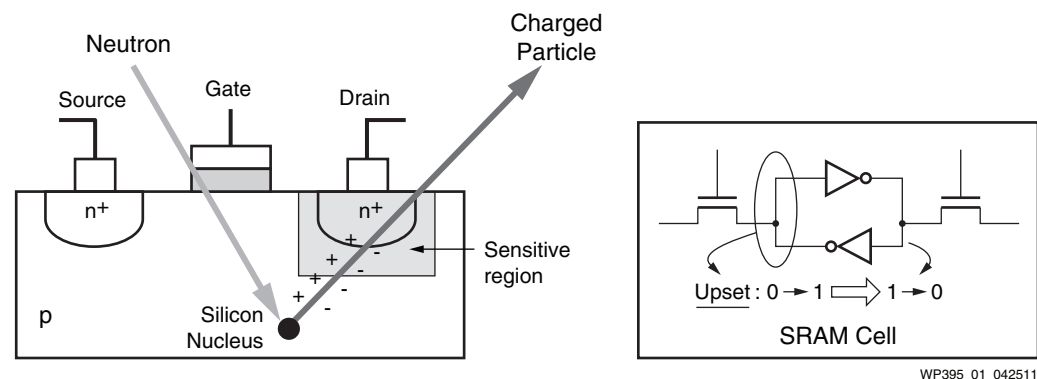 Neutron
Charged
Particle
Source
Gate
Drain
n+
n+
+ -
+ -
+ -
+ -
Sensitive
region
p
Silicon
Nucleus
Upset : 0 → 1 ⇒ 1 → 0
SRAM Cell
WP395_01_042511